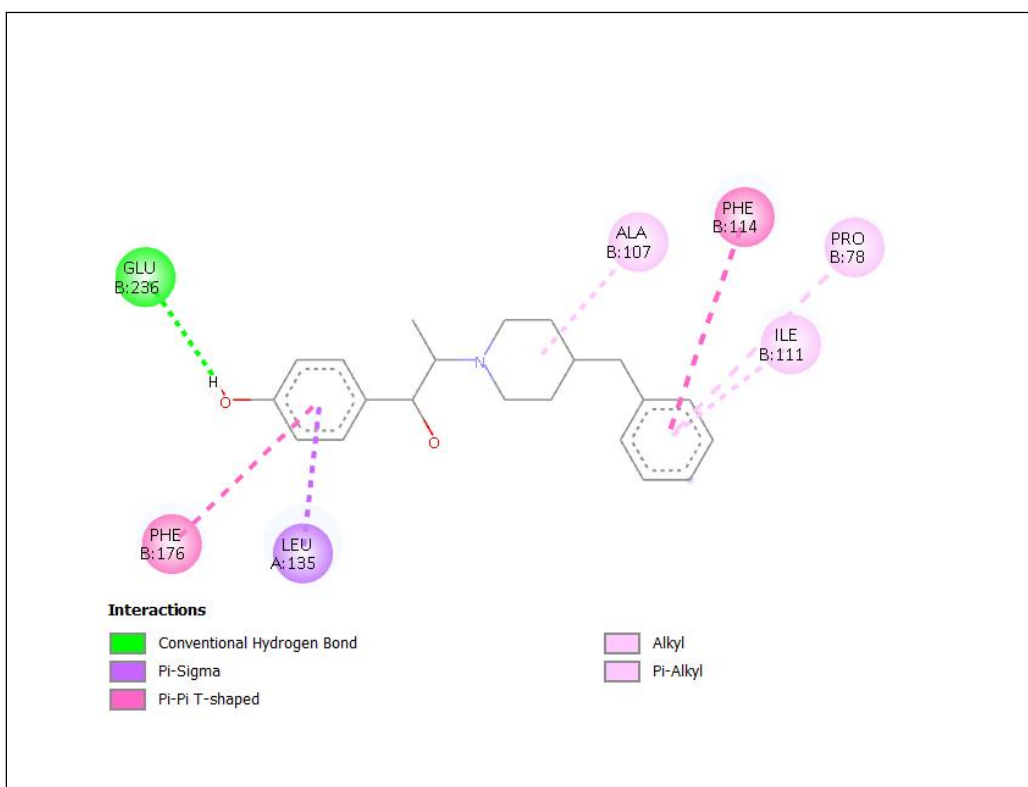 PHE
B:114
ALA
B:107
PRO
B:78
GLU
B:236
ILE
B:111
N
H
O
O
PHE
B:176
LEU
A:135
Interactions
Conventional Hydrogen Bond
Pi-Sigma
Pi-Pi T-shaped
Alkyl
Pi-Alkyl